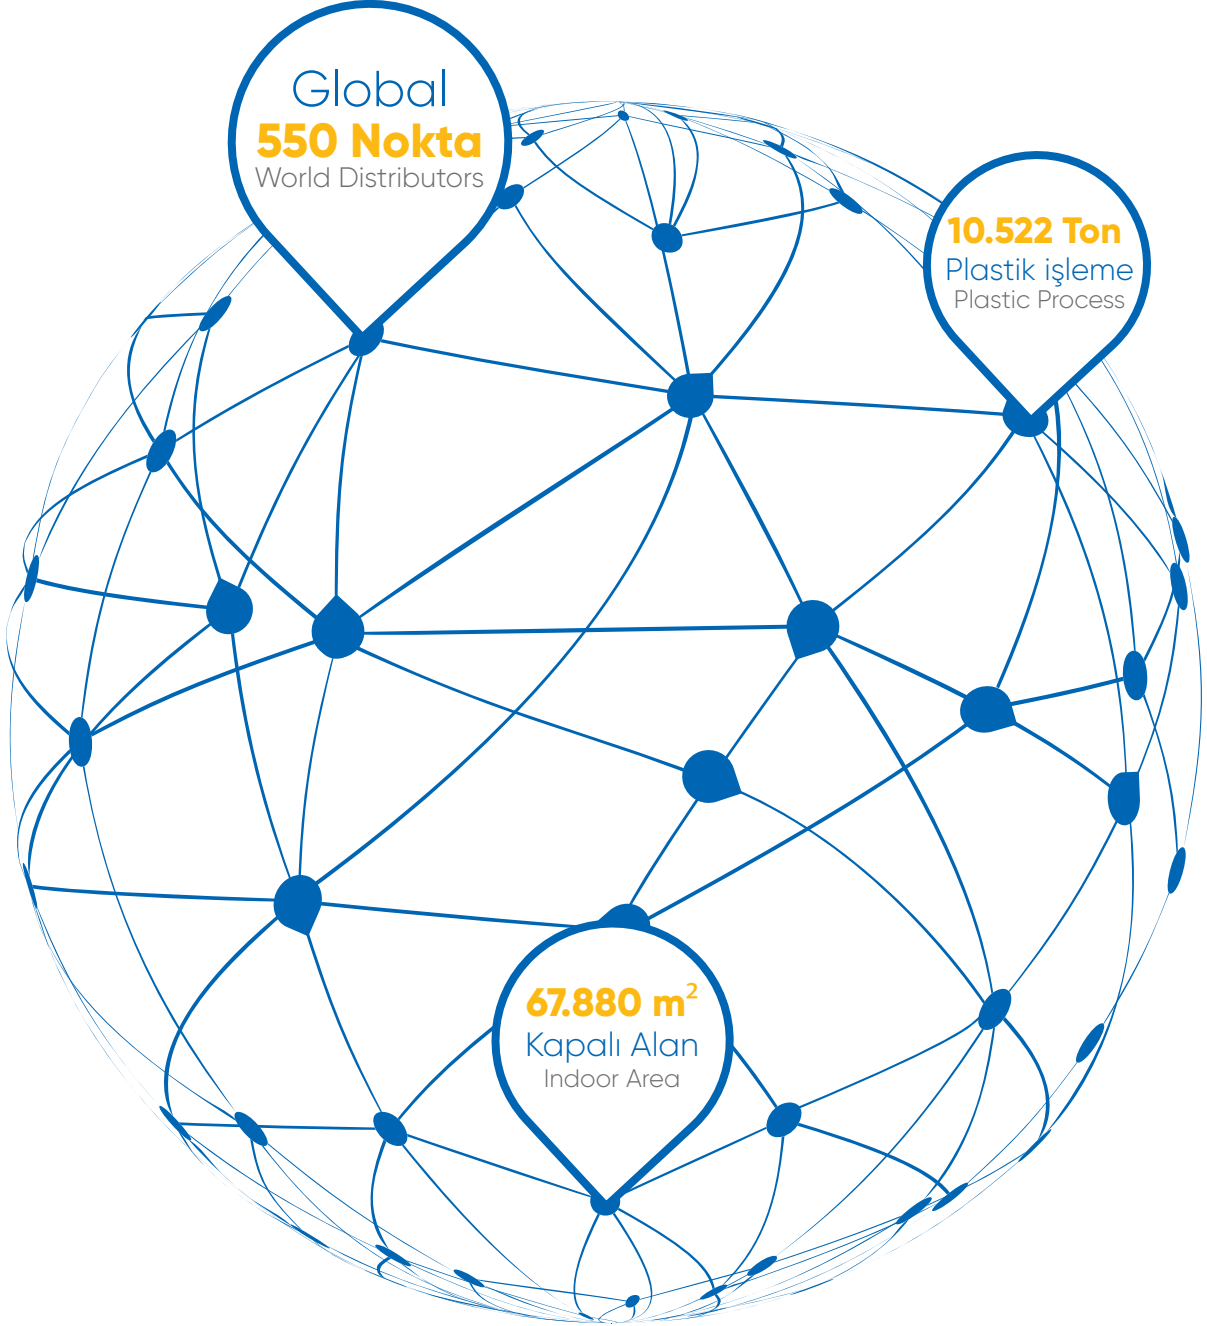 Global
550 Nokta
World Distributors
10.522 Ton
Plastik işleme
Plastic Process
67.880 m²
Kapalı Alan
Indoor Area